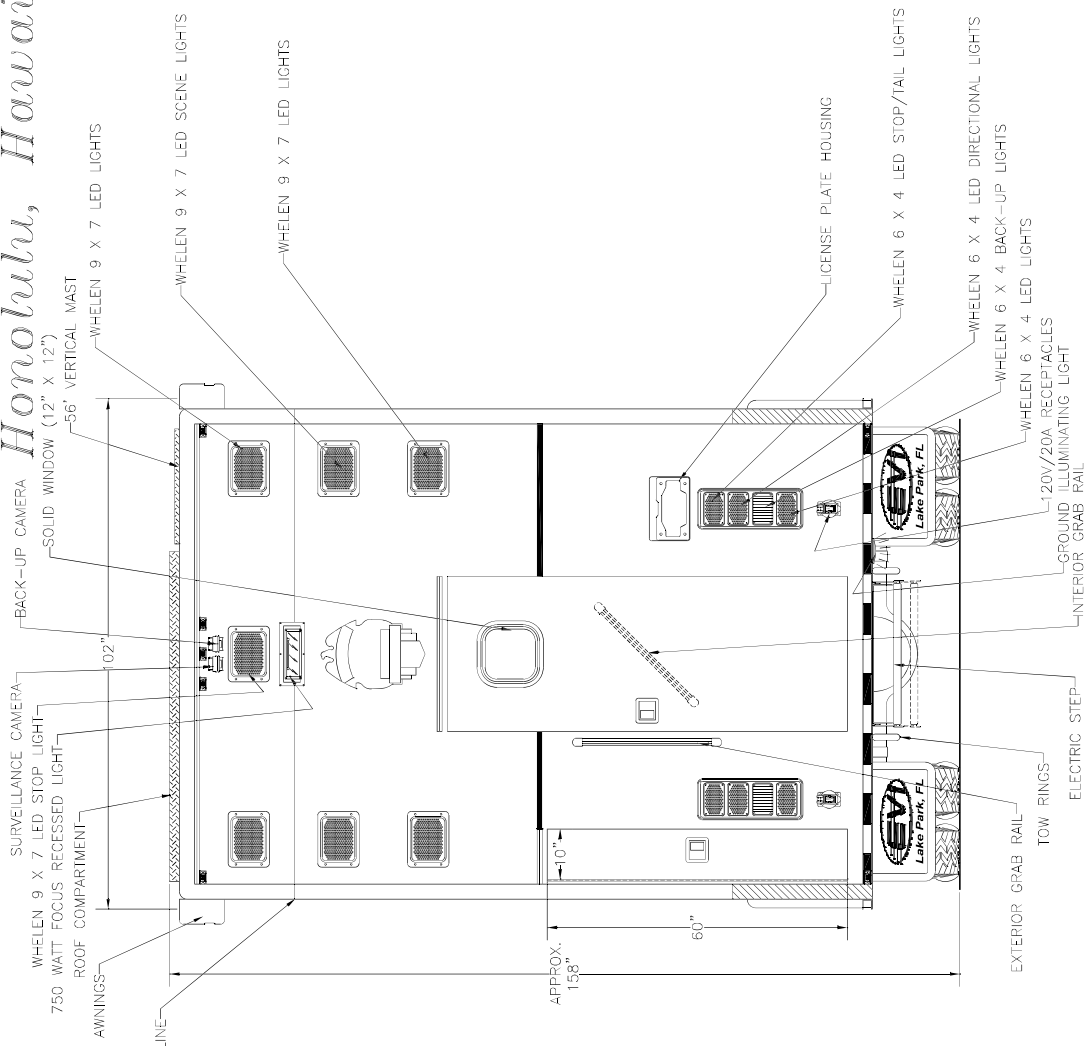 Honolulu, Hawai
SURVEILLANCE CAMERA
BACK-UP CAMERA
SOLID WINDOW (12" X 12")
56' VERTICAL MAST
WHELEN 9 X 7 LED LIGHTS
WHELEN 9 X 7 LED SCENE LIGHTS
WHELEN 9 X 7 LED LIGHTS
WHELEN 9 X 7 LED STOP LIGHT
750 WATT FOCUS RECESSED LIGHT
ROOF COMPARTMENT
AWNINGS
LINE
102"
10"
60"
APPROX.
158"
LICENSE PLATE HOUSING
WHELEN 6 X 4 LED STOP/TAIL LIGHTS
WHELEN 6 X 4 LED DIRECTIONAL LIGHTS
WHELEN 6 X 4 BACK-UP LIGHTS
WHELEN 6 X 4 LED LIGHTS
120V/20A RECEPTACLES
GROUND ILLUMINATING LIGHT
INTERIOR GRAB RAIL
ELECTRIC STEP
TOW RINGS
EXTERIOR GRAB RAIL
EVI
Lake Park, FL
EVI
Lake Park, FL